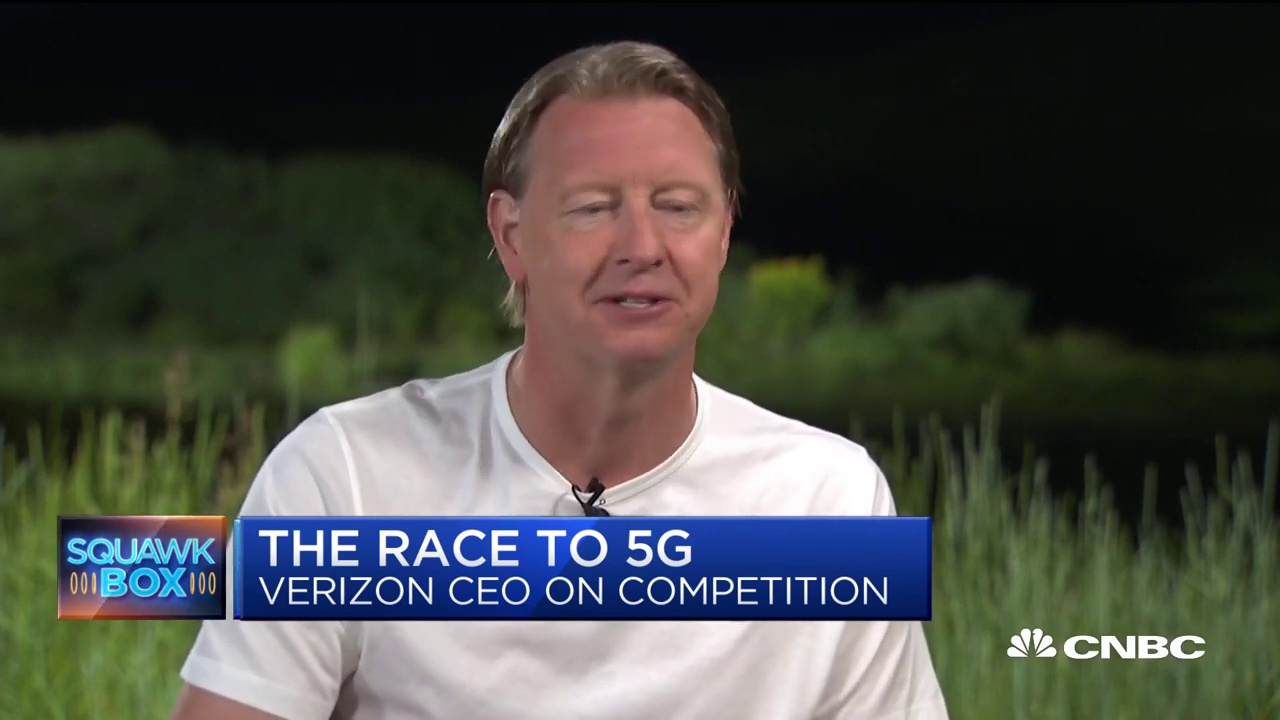 SQUAWK
BOX
THE RACE TO 5G
VERIZON CEO ON COMPETITION
CNBC